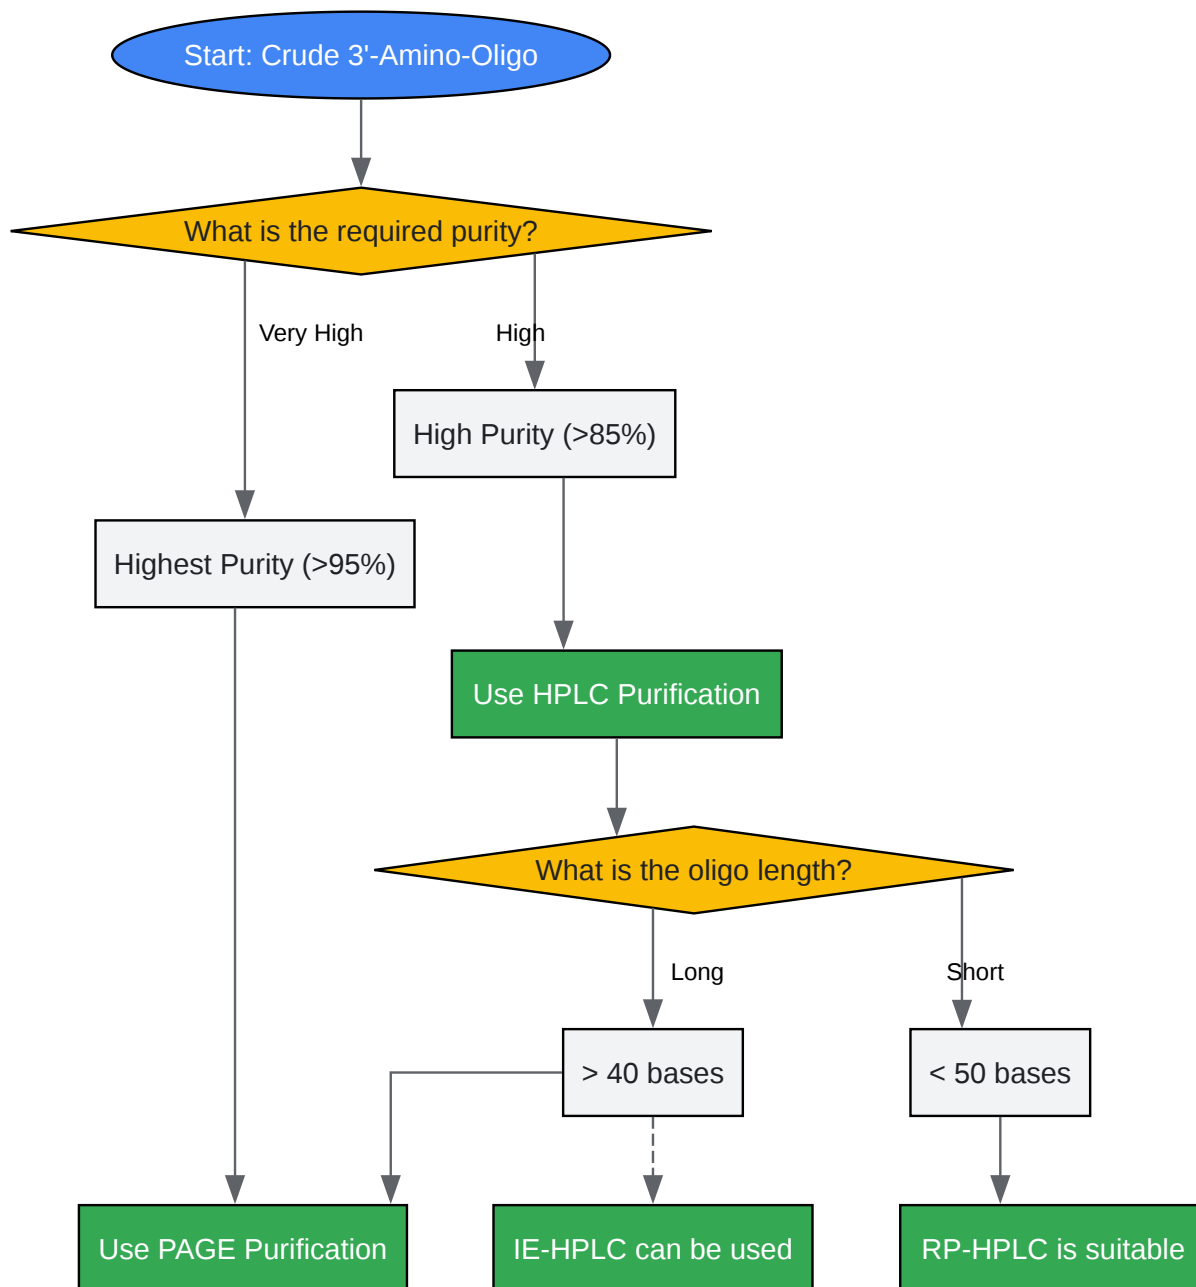 Start: Crude 3'-Amino-Oligo
What is the required purity?
Very High
High
High Purity (>85%)
Highest Purity (>95%)
Use HPLC Purification
What is the oligo length?
Long
Short
> 40 bases
< 50 bases
Use PAGE Purification
IE-HPLC can be used
RP-HPLC is suitable